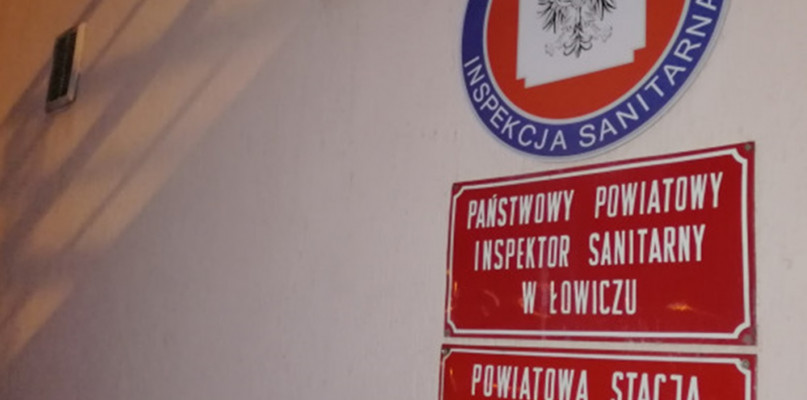 INSPEKCJA SANITARNA
PAŃSTWOWY POWIATOWY
INSPEKTOR SANITARNY
W ŁOWICZU
POWIATOWA STACJA